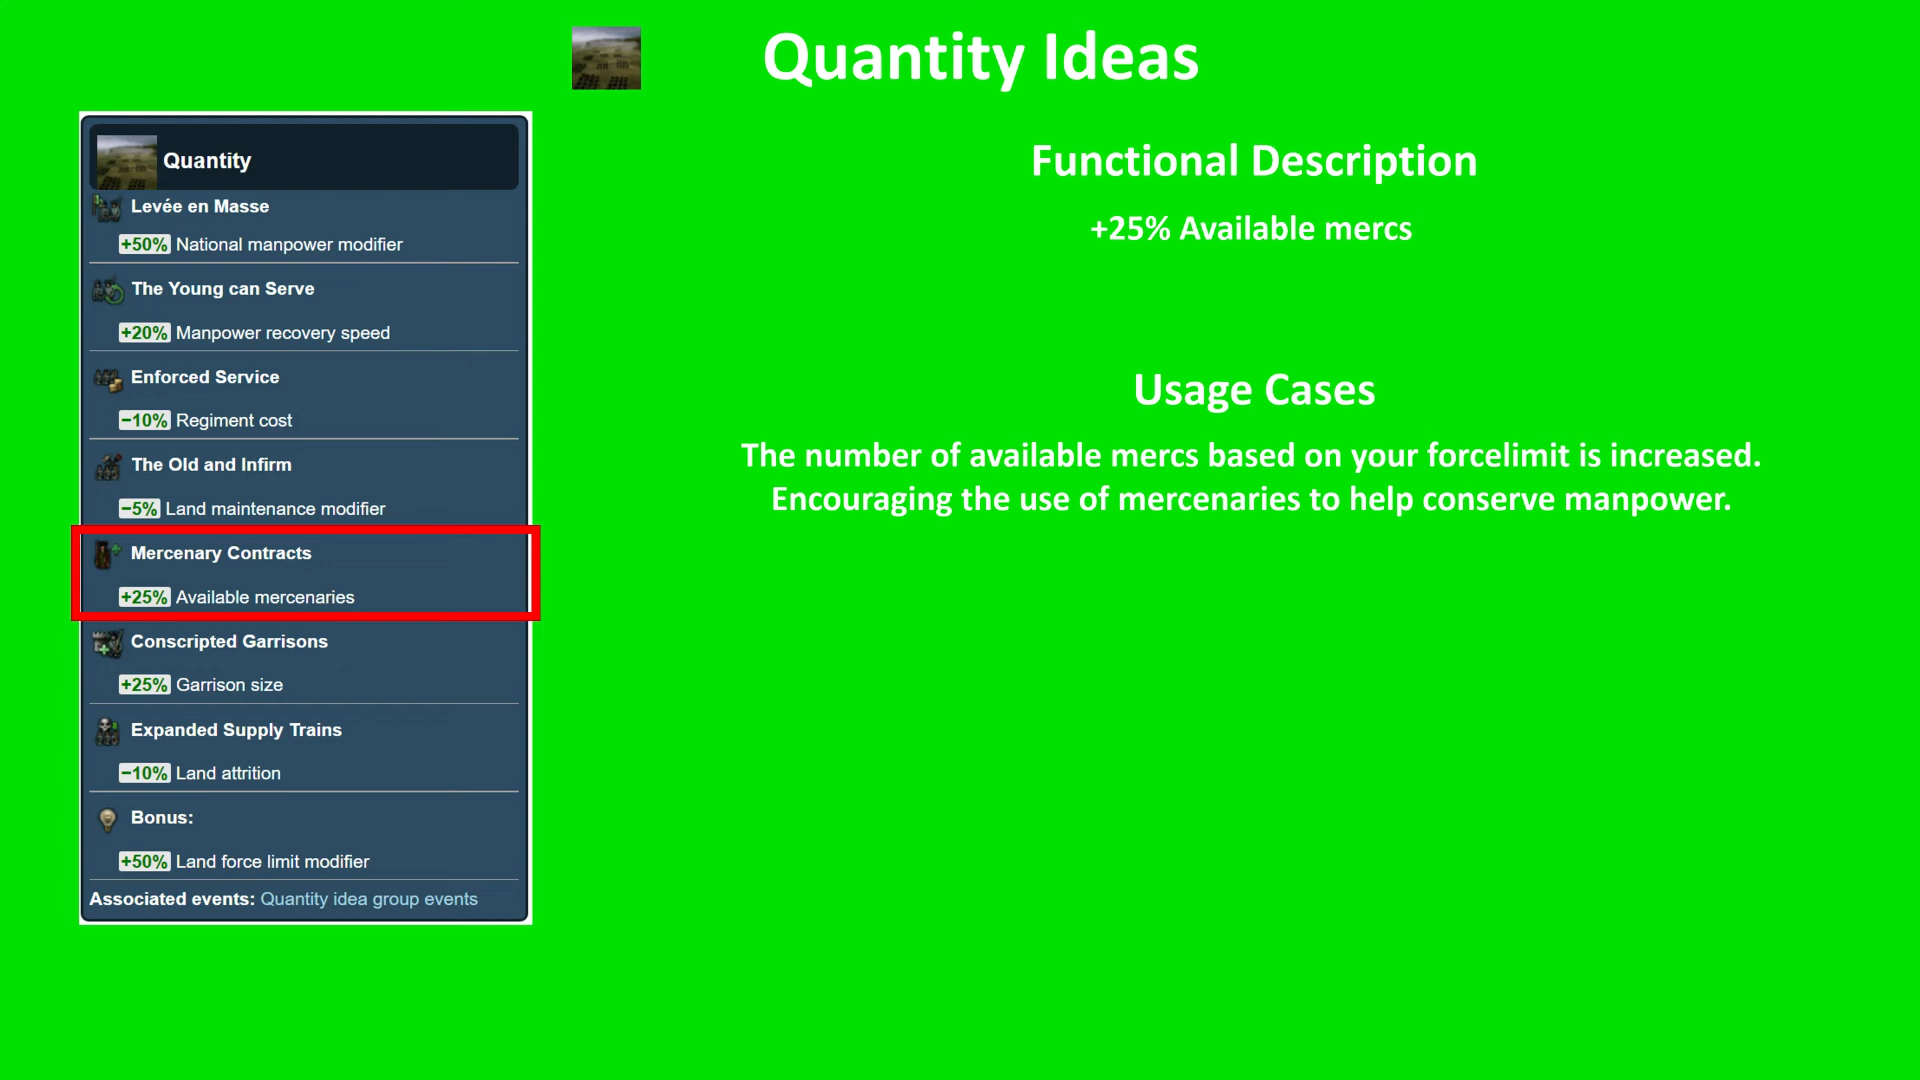 Quantity Ideas
Quantity
Levée en Masse
+50% National manpower modifier
The Young can Serve
+20% Manpower recovery speed
Enforced Service
−10% Regiment cost
The Old and Infirm
−5% Land maintenance modifier
Mercenary Contracts
+25% Available mercenaries
Conscripted Garrisons
+25% Garrison size
Expanded Supply Trains
−10% Land attrition
Bonus:
+50% Land force limit modifier
Associated events: Quantity idea group events
Functional Description
+25% Available mercs
Usage Cases
The number of available mercs based on your forcelimit is increased.
Encouraging the use of mercenaries to help conserve manpower.